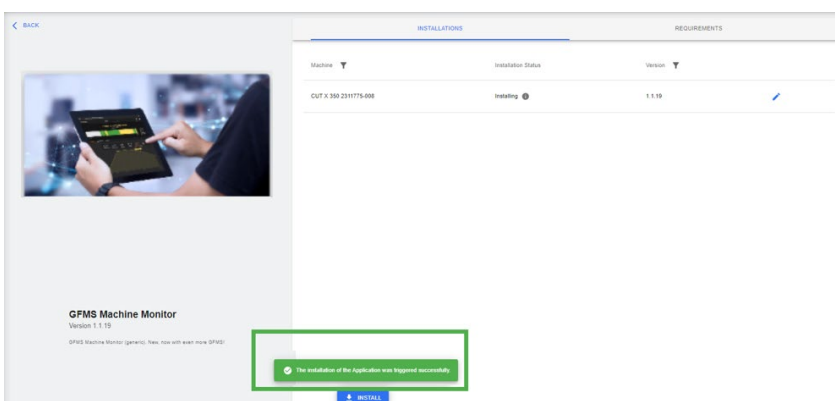 BACK
INSTALLATIONS
REQUIREMENTS
Machine
Installation Status
Version
CUT X 350 2311775-998
Installing
1.1.19
GFMS Machine Monitor
Version 1.1.19
GFMS Machine Monitor (generic). New, now with even more GFMS!
The installation of the Application was triggered successfully.
INSTALL